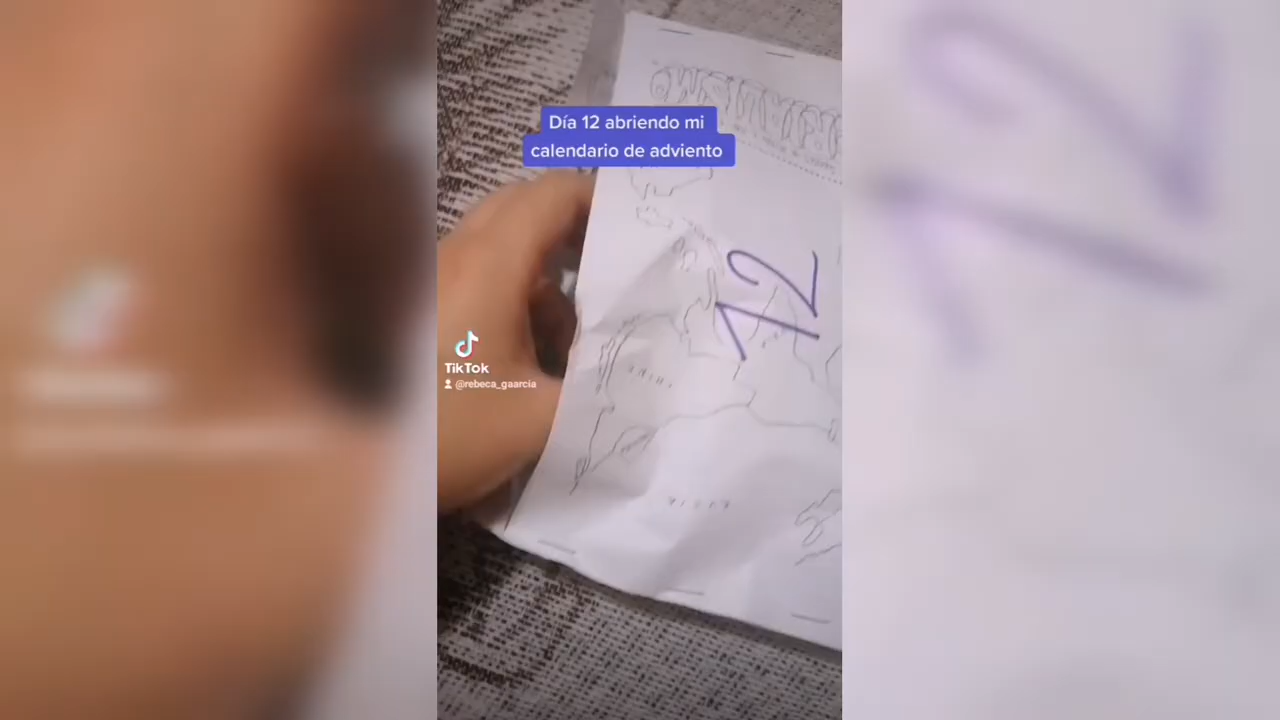 Día 12 abriendo mi
calendario de adviento
12
TikTok
@rebeca_gaarcia